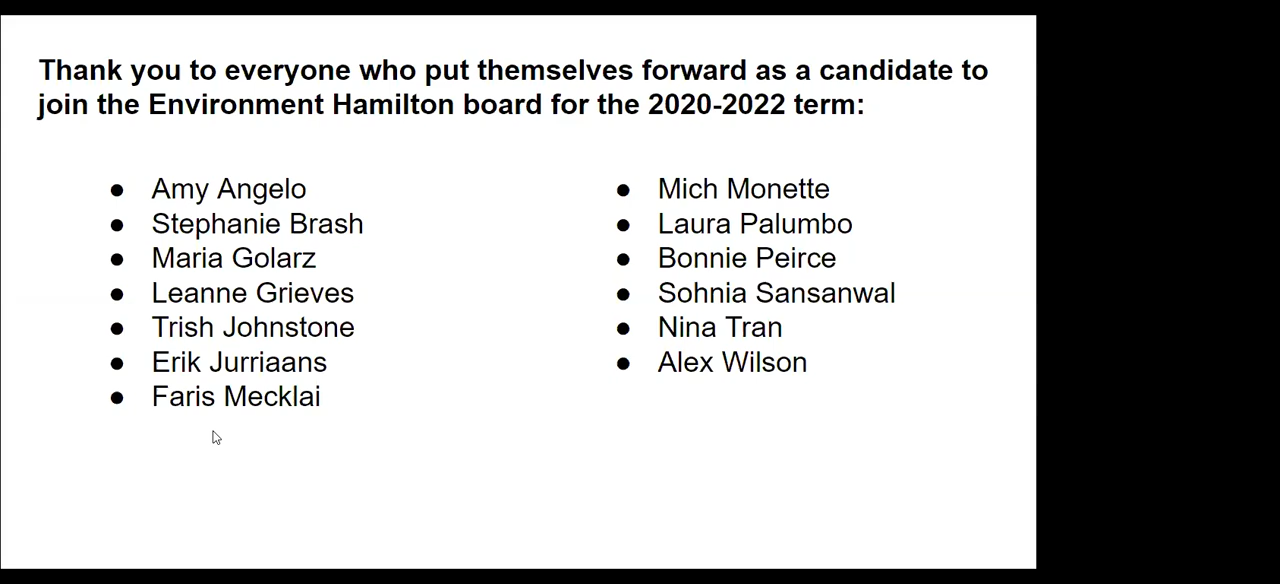 Thank you to everyone who put themselves forward as a candidate to
join the Environment Hamilton board for the 2020-2022 term:
● Amy Angelo
● Stephanie Brash
● Maria Golarz
● Leanne Grieves
● Trish Johnstone
● Erik Jurriaans
● Faris Mecklai
● Mich Monette
● Laura Palumbo
● Bonnie Peirce
● Sohnia Sansanwal
● Nina Tran
● Alex Wilson